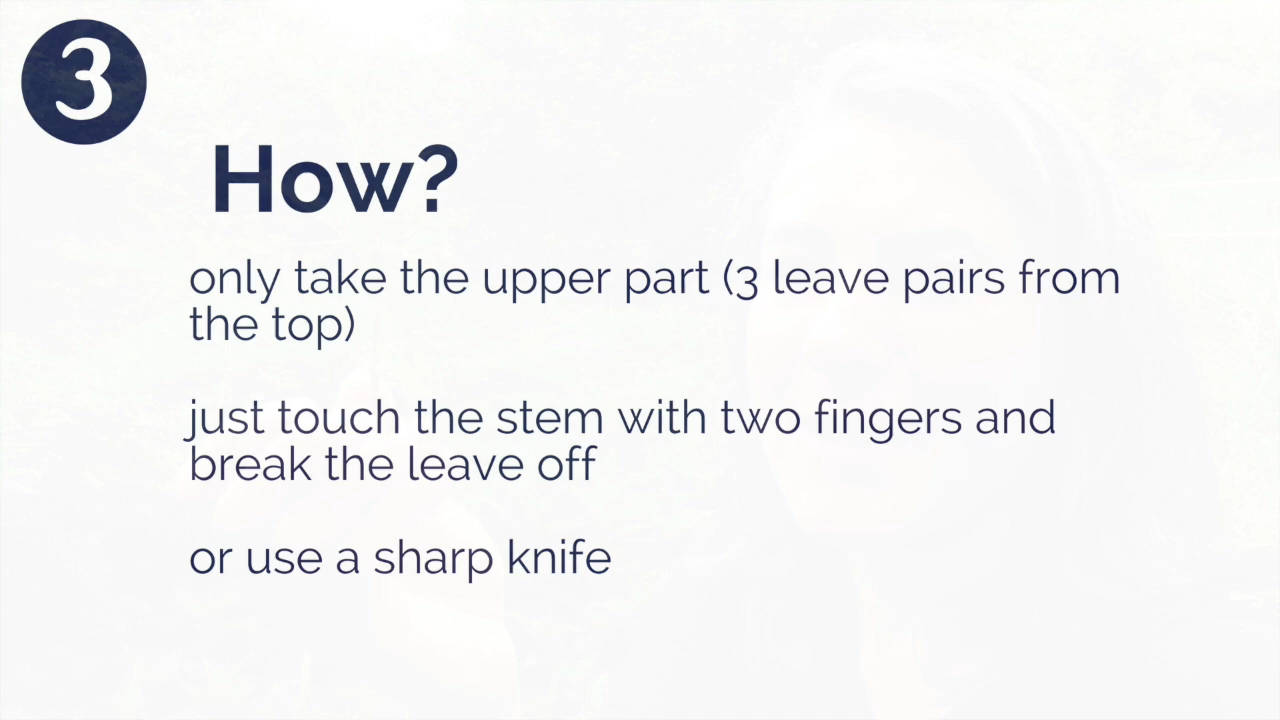 3
How?
only take the upper part (3 leave pairs from
the top)
just touch the stem with two fingers and
break the leave off
or use a sharp knife